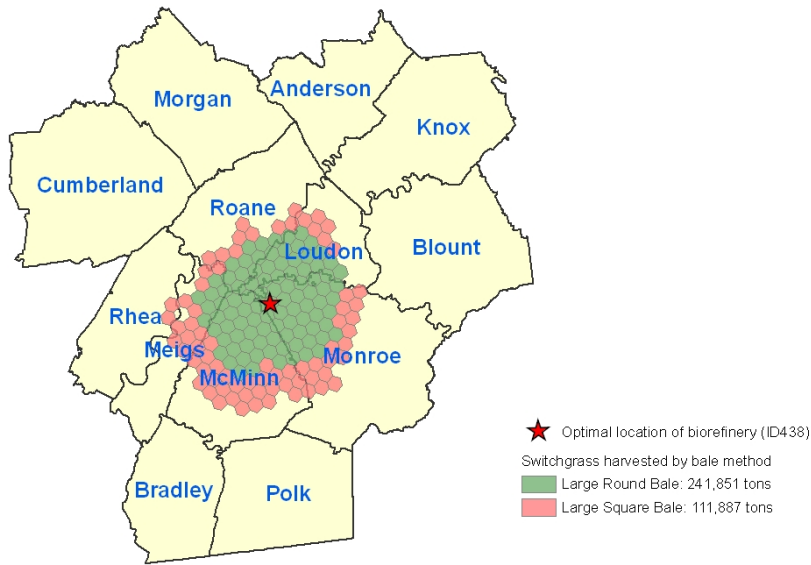 Anderson
Morgan
Knox
Cumberland
Roane
Loudon
Blount
Rhea
Meigs
Monroe
McMinn
Bradley
Polk
Optimal location of biorefinery (ID438)
Switchgrass harvested by bale method
Large Round Bale: 241,851 tons
Large Square Bale: 111,887 tons